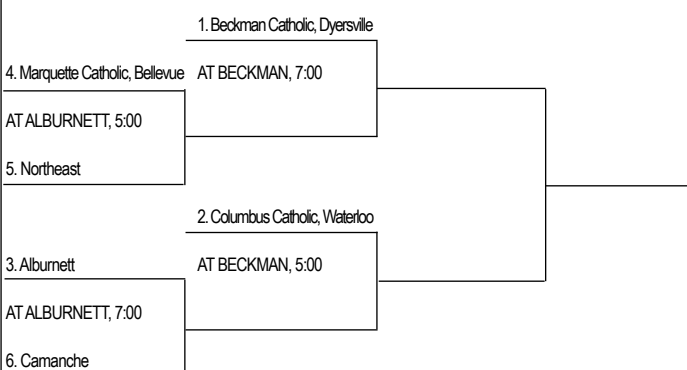 1. Beckman Catholic, Dyersville
4. Marquette Catholic, Bellevue
AT BECKMAN, 7:00
AT ALBURNETT, 5:00
5. Northeast
2. Columbus Catholic, Waterloo
3. Alburnett
AT BECKMAN, 5:00
AT ALBURNETT, 7:00
6. Camanche